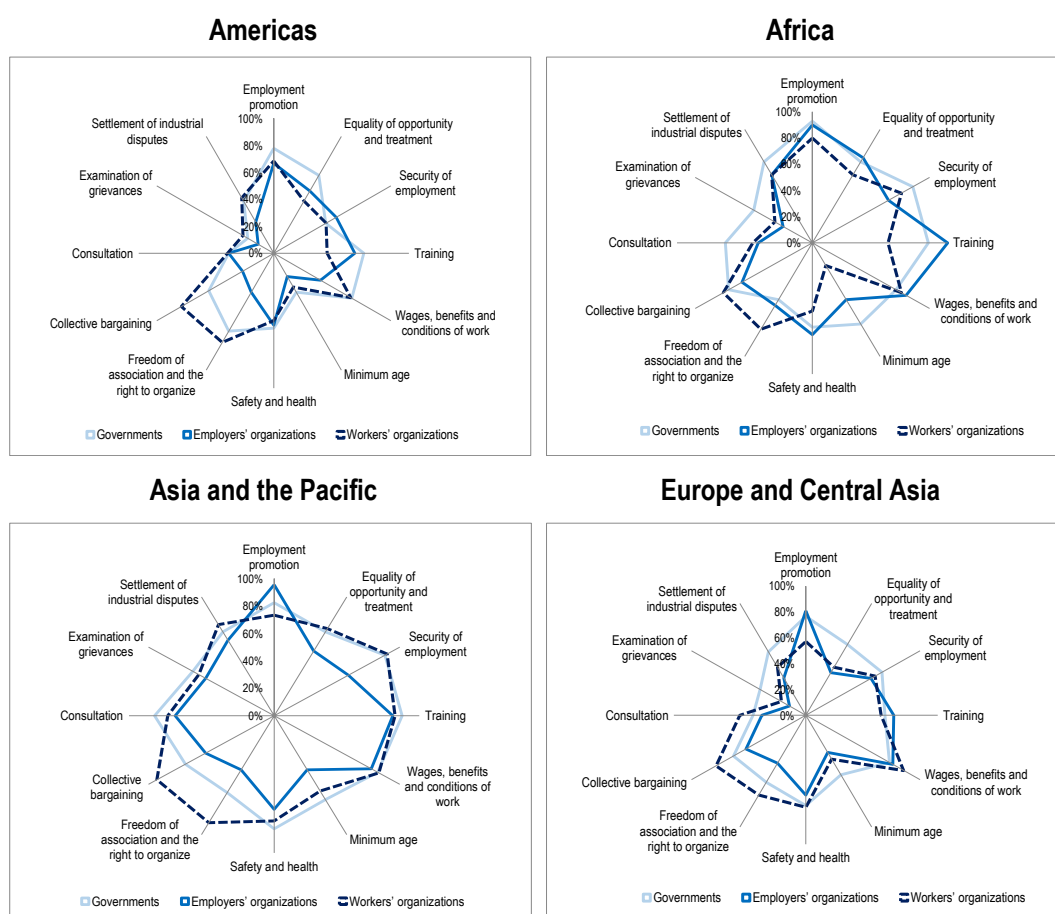 Americas
Employment
promotion
100%
80%
60%
40%
20%
0%
Equality of opportunity
and treatment
Security of
employment
Training
Wages, benefits and
conditions of work
Minimum age
Safety and health
Freedom of
association and the
right to organize
Collective bargaining
Consultation
Examination of
grievances
Settlement of industrial
disputes
Governments
Employers' organizations
Workers' organizations
Africa
Employment
promotion
100%
80%
60%
40%
20%
0%
Equality of opportunity
and treatment
Security of
employment
Training
Wages, benefits and
conditions of work
Minimum age
Safety and health
Freedom of
association and the
right to organize
Collective bargaining
Consultation
Examination of
grievances
Settlement of
industrial disputes
Governments
Employers' organizations
Workers' organizations
Asia and the Pacific
Employment
promotion
100%
80%
60%
40%
20%
0%
Equality of
opportunity and
treatment
Security of
employment
Training
Wages, benefits
and conditions of
work
Minimum age
Safety and health
Freedom of
association and the
right to organize
Collective
bargaining
Consultation
Examination of
grievances
Settlement of
industrial disputes
Governments
Employers' organizations
Workers' organizations
Europe and Central Asia
Employment
promotion
100%
80%
60%
40%
20%
0%
Equality of
opportunity and
treatment
Security of
employment
Training
Wages, benefits and
conditions of work
Minimum age
Safety and health
Freedom of
association and the
right to organize
Collective bargaining
Consultation
Examination of
grievances
Settlement of
industrial disputes
Governments
Employers' organizations
Workers' organizations